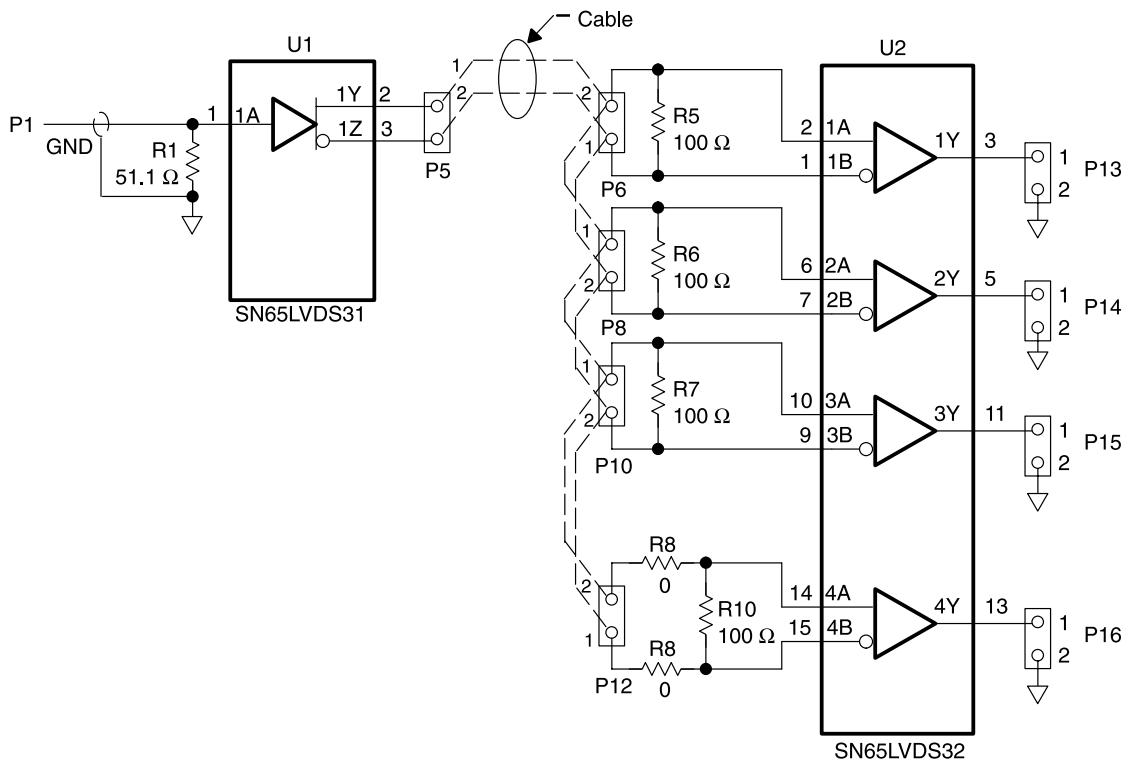 Cable
U1
U2
1
1Y
2
2
2
R5
100 Ω
P1
1
1A
GND
1Z
3
P5
1
P6
2
1A
1Y
3
1
P13
R1
51.1 Ω
1
1B
2
SN65LVDS31
1
2
P8
R6
100 Ω
6
2A
2Y
5
1
P14
7
2B
2
1
2
P10
R7
100 Ω
10
3A
3Y
11
1
P15
9
3B
2
R8
0
2
1
P12
R10
100 Ω
14
4A
4Y
13
1
P16
15
4B
2
R8
0
SN65LVDS32